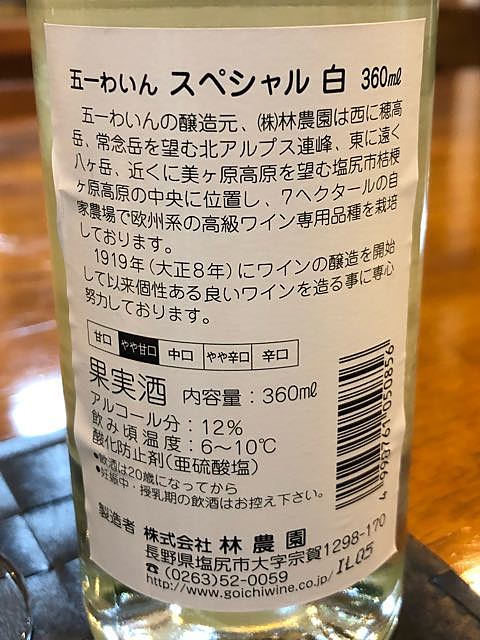 五一わいん スペシャル 白 360㎖
五一わいんの醸造元、㈱林農園は西に穂高
岳、常念岳を望む北アルプス連峰、東に遠く
八ヶ岳、近くに美ヶ原高原を望む塩尻市桔梗
ヶ原高原の中央に位置し、7ヘクタールの自
家農場で欧州系の高級ワイン専用品種を栽培
しております。
1919年(大正8年)にワインの醸造を開始
して以来個性ある良いワインを造る事に専心
努力しております。
甘口 やや甘口 中口 やや辛口 辛口
果実酒 内容量:360㎖
アルコール分:12%
飲み頃温度:6~10℃
酸化防止剤(亜硫酸塩)
●飲酒は20歳になってから
●妊娠中・授乳期の飲酒はお控え下さい。
4 998761 050856
製造者 株式会社 林農園
長野県塩尻市大字宗賀1298-170
☎(0263)52-0059
http://www.goichiwine.co.jp/ IL05